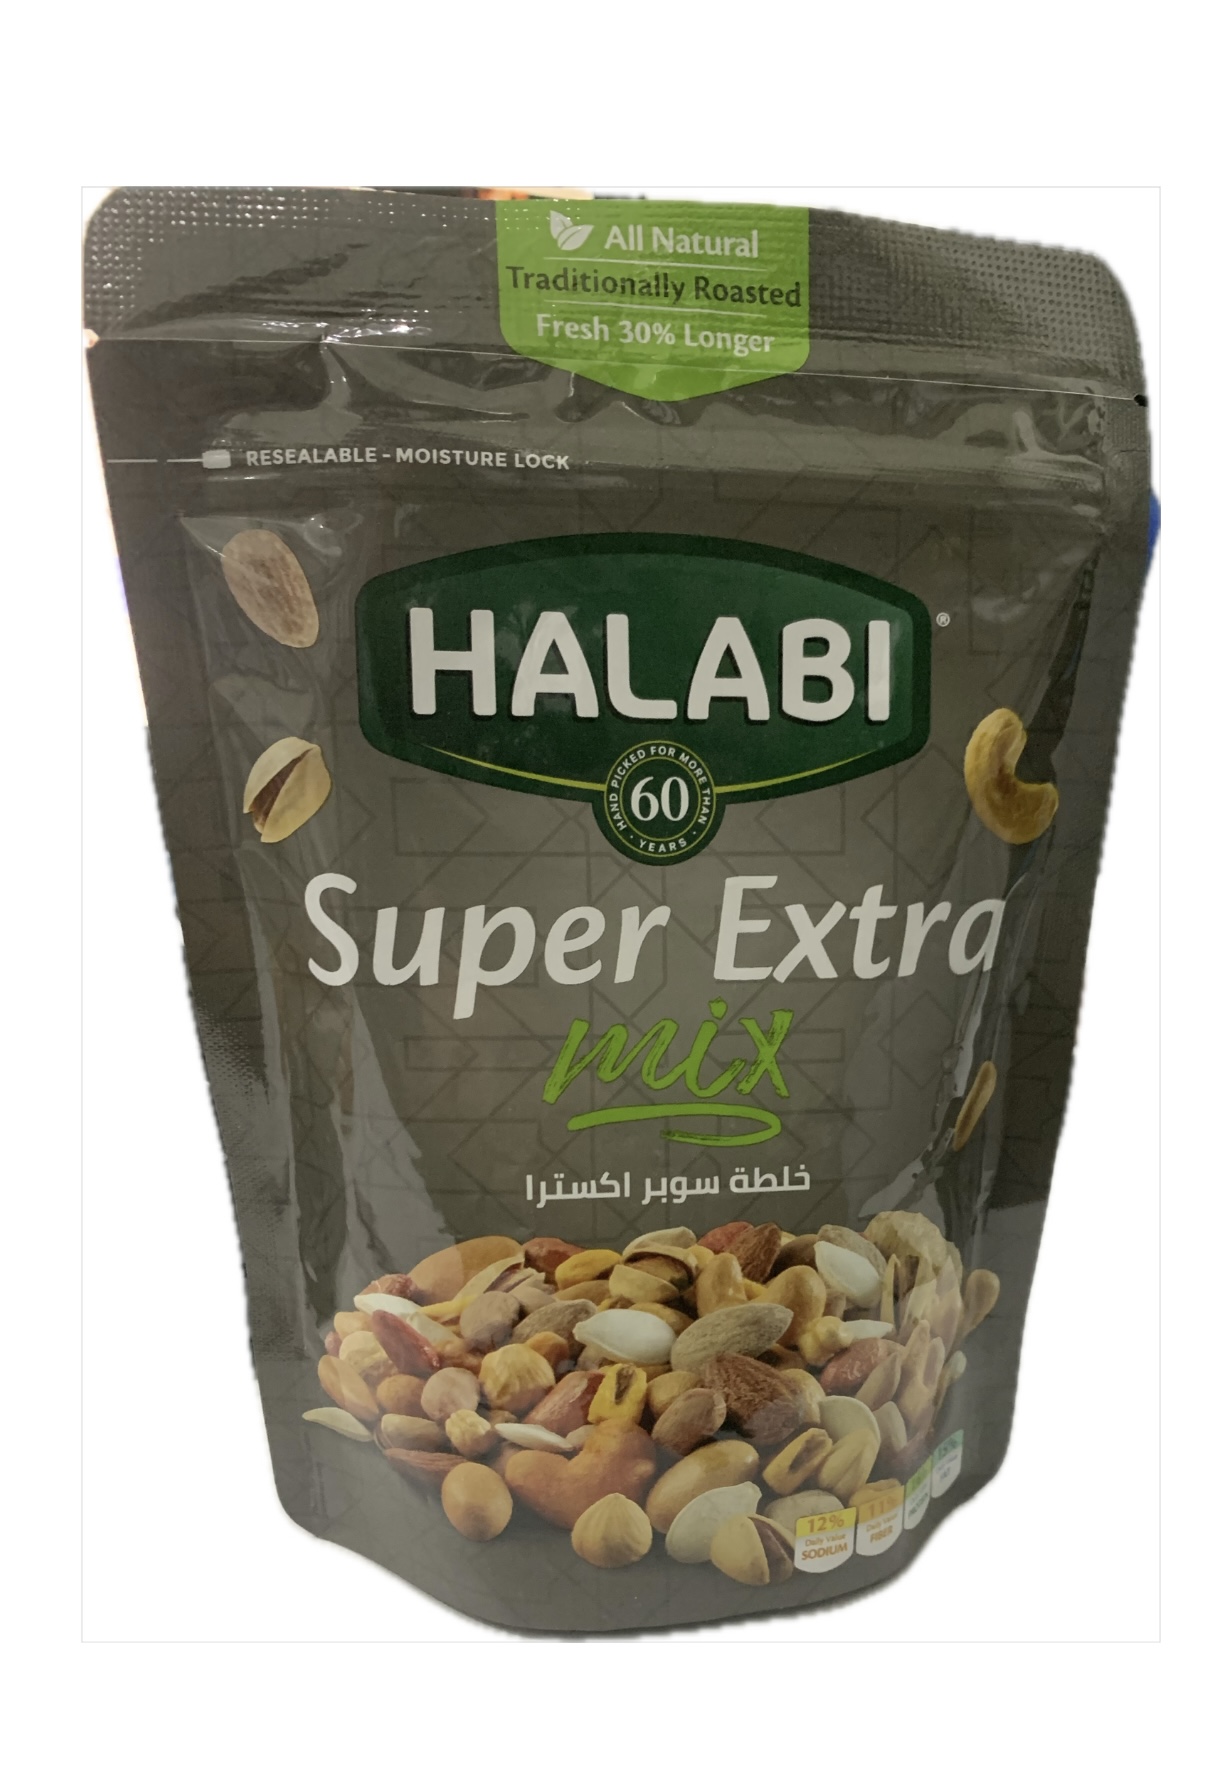 All Natural
Traditionally Roasted
Fresh 30% Longer
RESEALABLE - MOISTURE LOCK
HALABI®
HAND PICKED FOR MORE THAN
60
· YEARS ·
Super Extra
mix
خلطة سوبر اكسترا
12%
Daily Value
SODIUM
11%
Daily Value
FIBER
15%